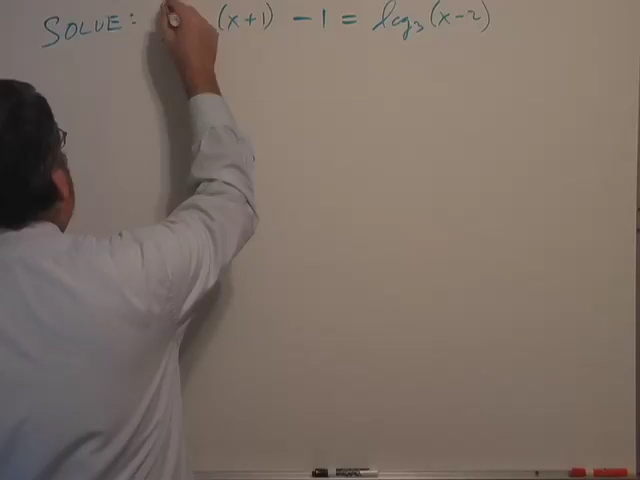 SOLVE: (x+1) - 1 = log₃(x-2)